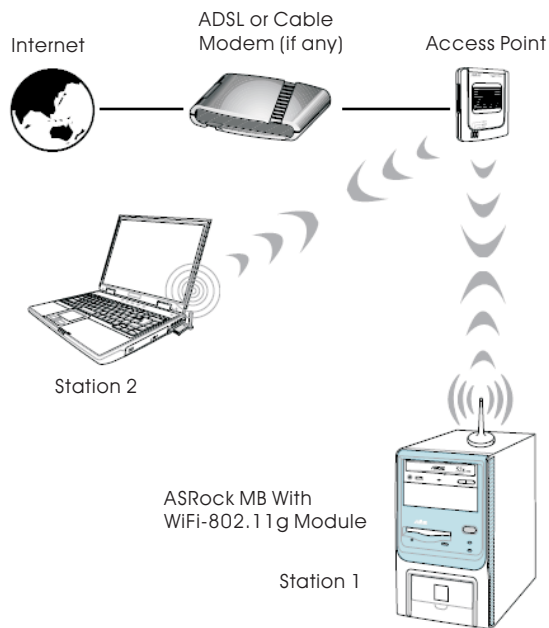 Internet
ADSL or Cable
Modem (if any)
Access Point
Station 2
ASRock MB With
WiFi-802.11g Module
Station 1